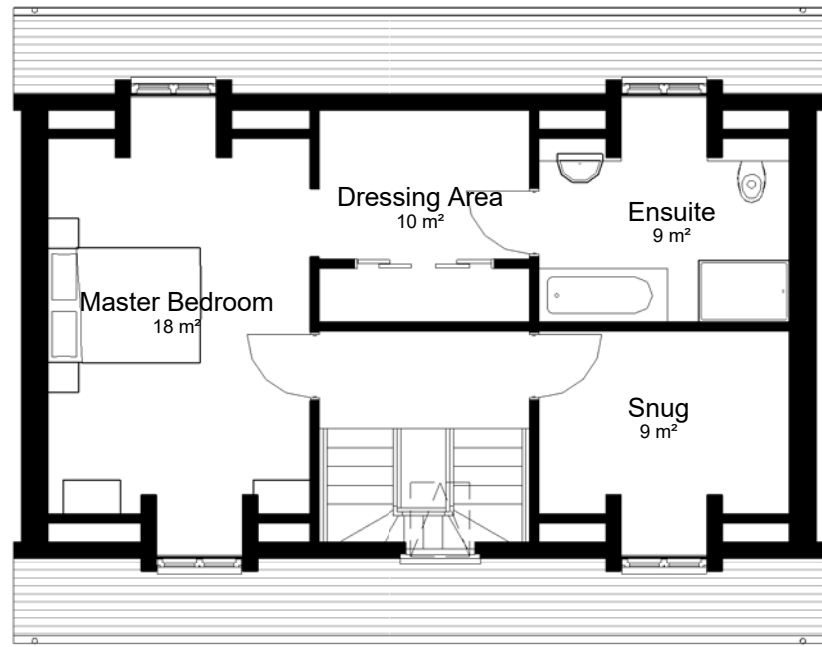 Dressing Area
10 m²
Ensuite
9 m²
Master Bedroom
18 m²
Snug
9 m²